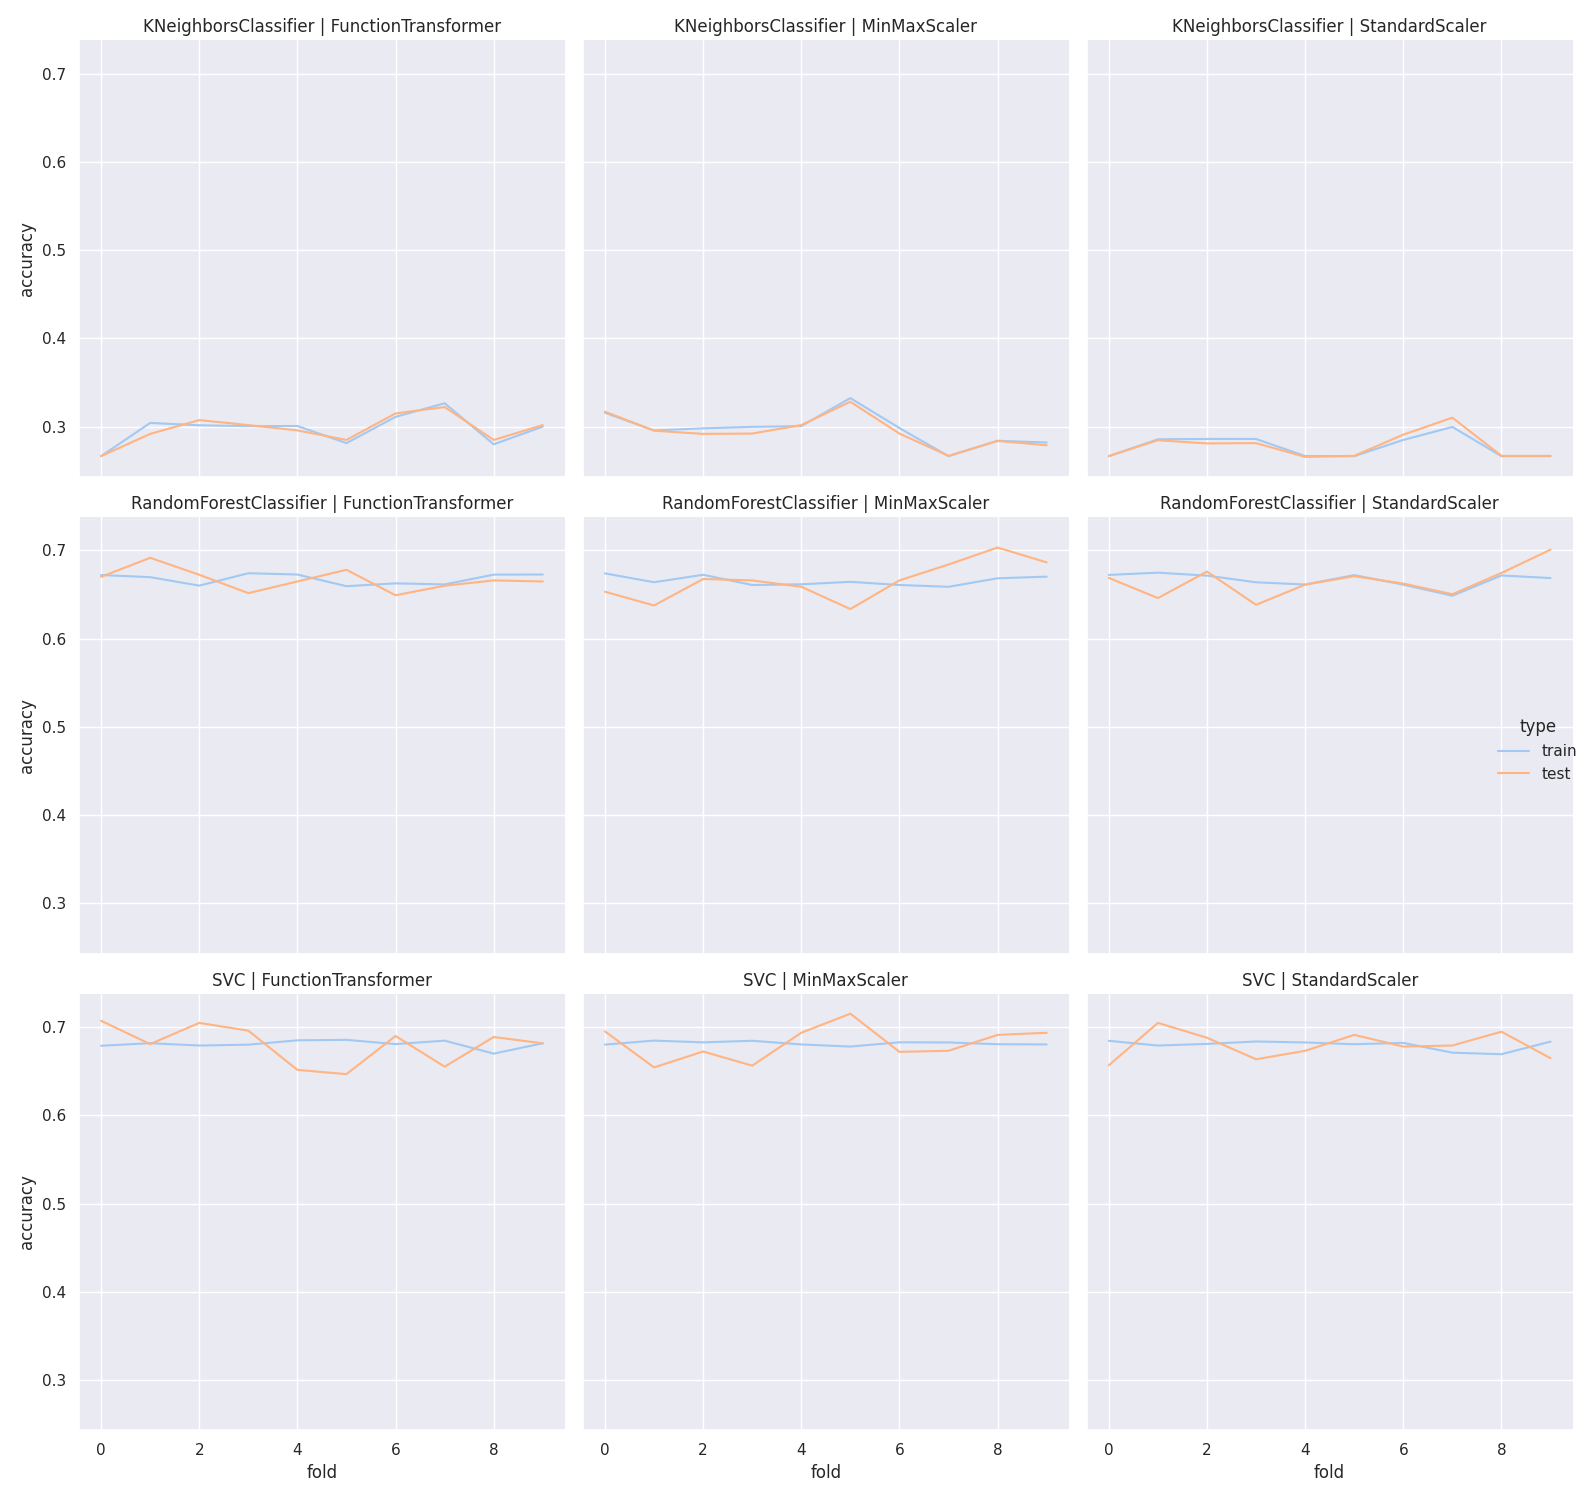 KNeighborsClassifier | FunctionTransformer
KNeighborsClassifier | MinMaxScaler
KNeighborsClassifier | StandardScaler
0.7
0.6
0.5
0.4
0.3
accuracy
RandomForestClassifier | FunctionTransformer
RandomForestClassifier | MinMaxScaler
RandomForestClassifier | StandardScaler
0.7
0.6
0.5
0.4
0.3
accuracy
type
train
test
SVC | FunctionTransformer
SVC | MinMaxScaler
SVC | StandardScaler
0.7
0.6
0.5
0.4
0.3
accuracy
0 2 4 6 8
0 2 4 6 8
0 2 4 6 8
fold
fold
fold